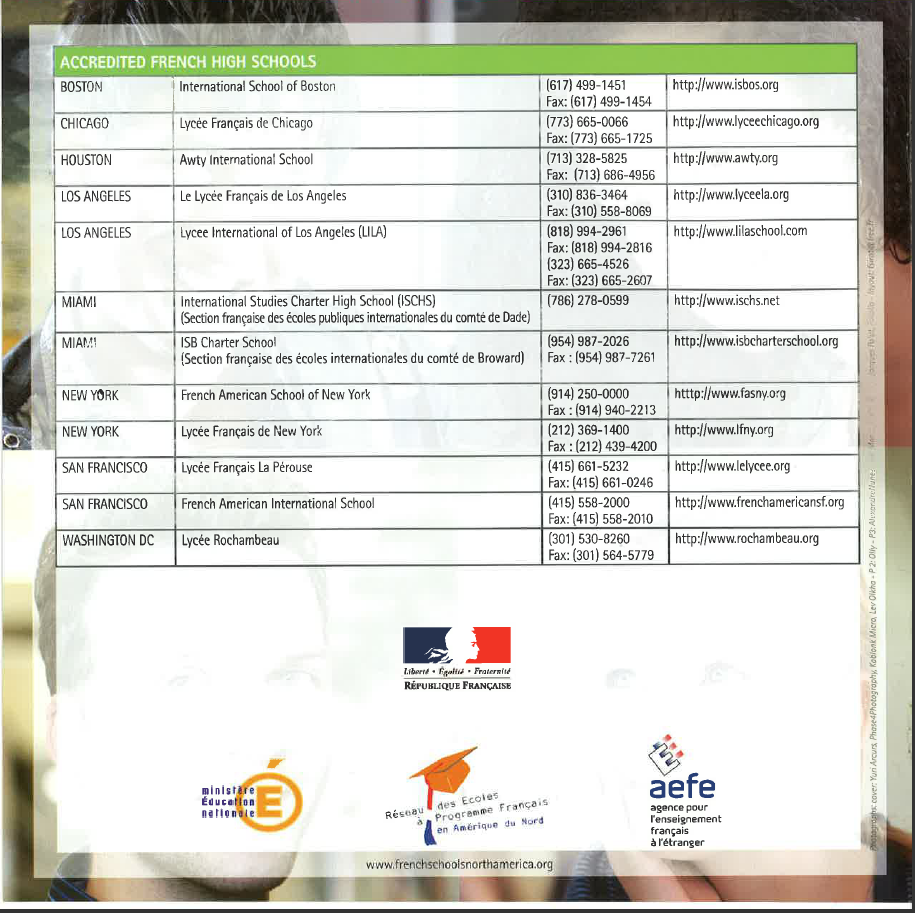 ACCREDITED FRENCH HIGH SCHOOLS
BOSTON International School of Boston (617) 499-1451 http://www.isbos.org
Fax: (617) 499-1454
CHICAGO Lycée Français de Chicago (773) 665-0066 http://www.lyceechicago.org
Fax: (773) 665-1725
HOUSTON Awty International School (713) 328-5825 http://www.awty.org
Fax: (713) 686-4956
LOS ANGELES Le Lycée Français de Los Angeles (310) 836-3464 http://www.lyceela.org
Fax: (310) 558-8069
LOS ANGELES Lycee International of Los Angeles (LILA) (818) 994-2961 http://www.lilaschool.com
Fax: (818) 994-2816
(323) 665-4526
Fax: (323) 665-2607
MIAMI International Studies Charter High School (ISCHS) (786) 278-0599 http://www.ischs.net
(Section française des écoles publiques internationales du comté de Dade)
MIAMI ISB Charter School (954) 987-2026 http://www.isbcharterschool.org
(Section française des écoles internationales du comté de Broward) Fax : (954) 987-7261
NEW YORK French American School of New York (914) 250-0000 htttp://www.fasny.org
Fax : (914) 940-2213
NEW YORK Lycée Français de New York (212) 369-1400 http://www.lfny.org
Fax : (212) 439-4200
SAN FRANCISCO Lycée Français La Pérouse (415) 661-5232 http://www.lelycee.org
Fax: (415) 661-0246
SAN FRANCISCO French American International School (415) 558-2000 http://www.frenchamericansf.org
Fax: (415) 558-2010
WASHINGTON DC Lycée Rochambeau (301) 530-8260 http://www.rochambeau.org
Fax: (301) 564-5779
Liberté • Égalité • Fraternité
RÉPUBLIQUE FRANÇAISE
ministère
Éducation
nationale
É
Réseau des Ecoles
à Programme Français
en Amérique du Nord
aefe
agence pour
l'enseignement
français
à l'étranger
www.frenchschoolsnorthamerica.org
Photographs: cover: Yuri Arcurs, Phase4Photography, Kablonk Micro, Lev Olkha - P 2: Olly - P3: